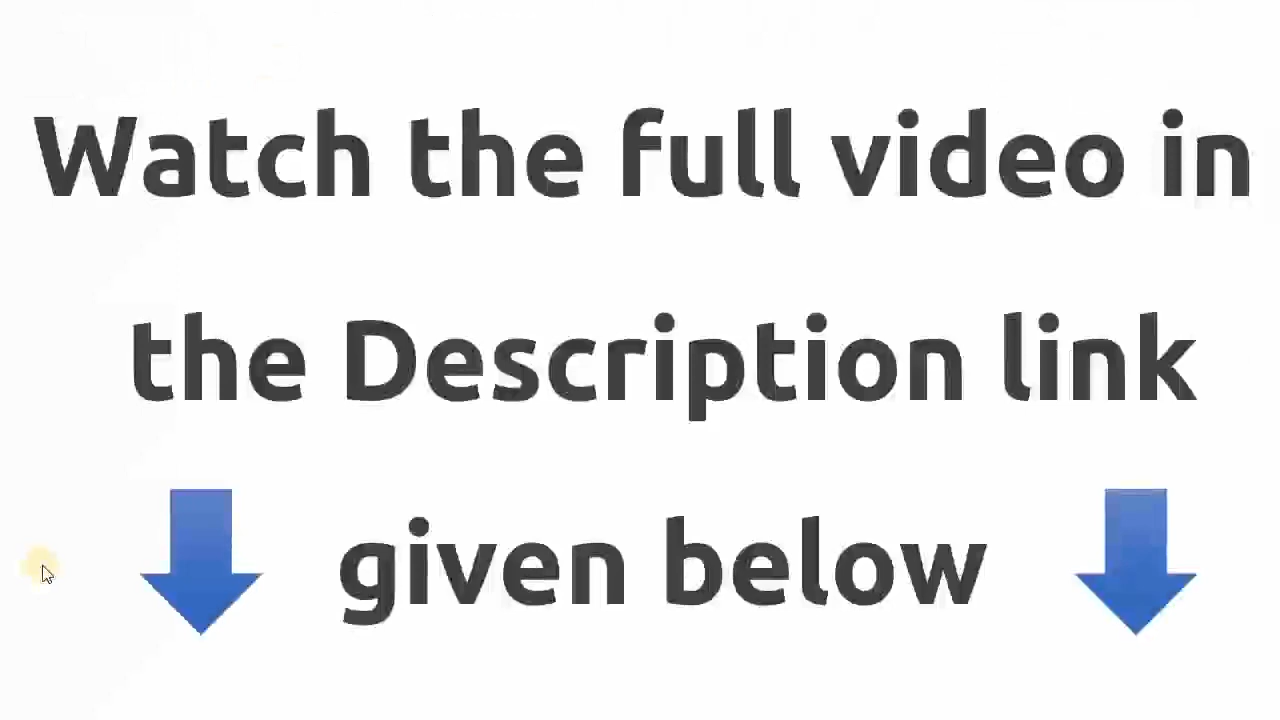 Watch the full video in
the Description link
given below